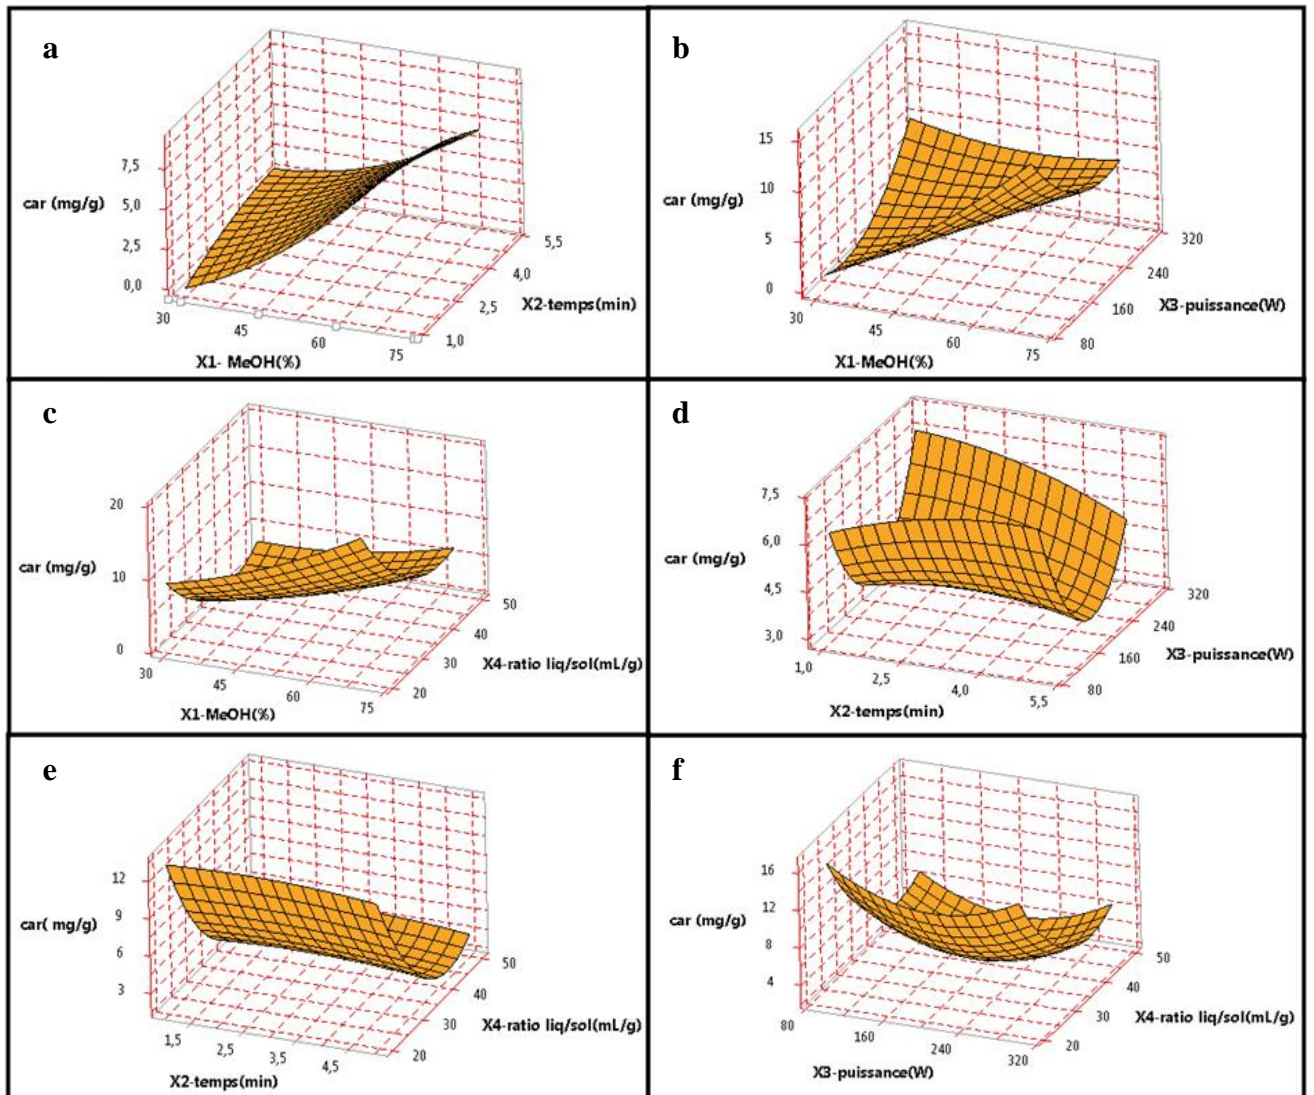 a
7,5
5,0
2,5
0,0
car (mg/g)
30
45
60
75
X1- MeOH(%)
1,0
2,5
4,0
5,5
X2-temps(min)
b
15
10
5
0
car (mg/g)
30
45
60
75
X1-MeOH(%)
80
160
240
320
X3-puissance(W)
c
20
10
0
car (mg/g)
30
45
60
75
X1-MeOH(%)
20
30
40
50
X4-ratio liq/sol(mL/g)
d
7,5
6,0
4,5
3,0
car (mg/g)
1,0
2,5
4,0
5,5
X2-temps(min)
80
160
240
320
X3-puissance(W)
e
12
9
6
3
car( mg/g)
1,5
2,5
3,5
4,5
X2-temps(min)
20
30
40
50
X4-ratio liq/sol(mL/g)
f
16
12
8
4
car (mg/g)
80
160
240
320
X3-puissance(W)
20
30
40
50
X4-ratio liq/sol(mL/g)